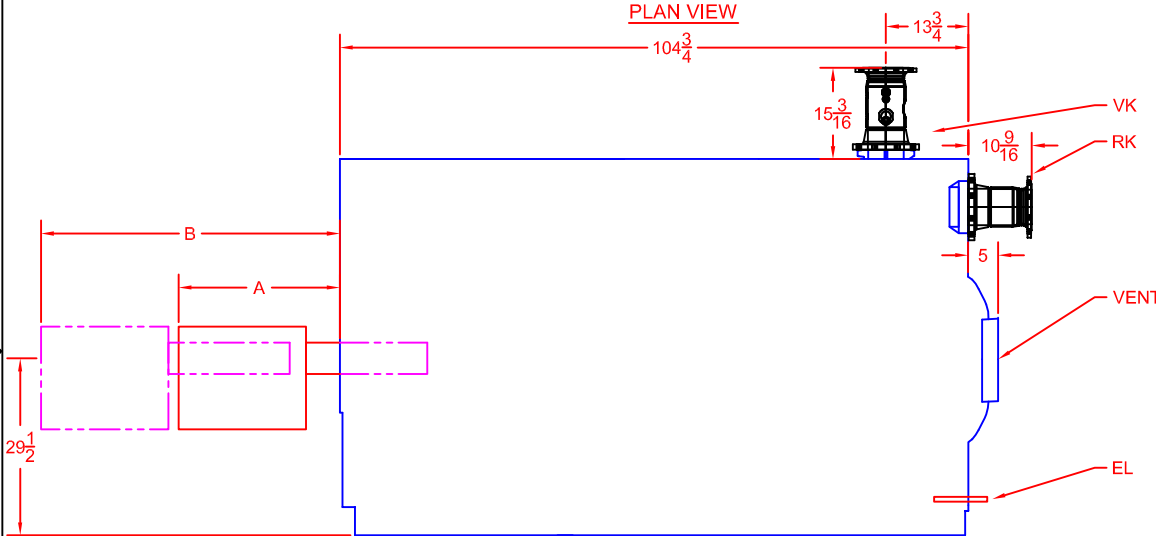 PLAN VIEW
13 3/4
104 3/4
15 3/16
VK
10 9/16
RK
B
5
A
VENT
29 1/2
EL